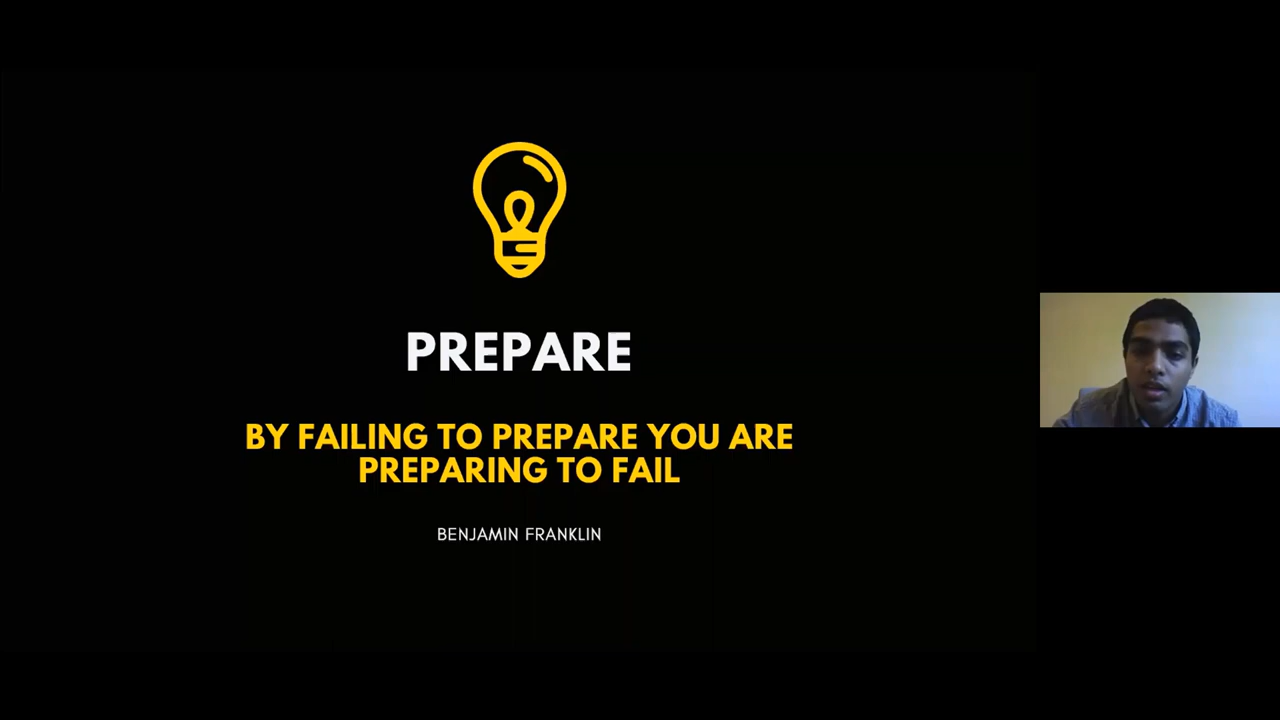 PREPARE
BY FAILING TO PREPARE YOU ARE
PREPARING TO FAIL
BENJAMIN FRANKLIN